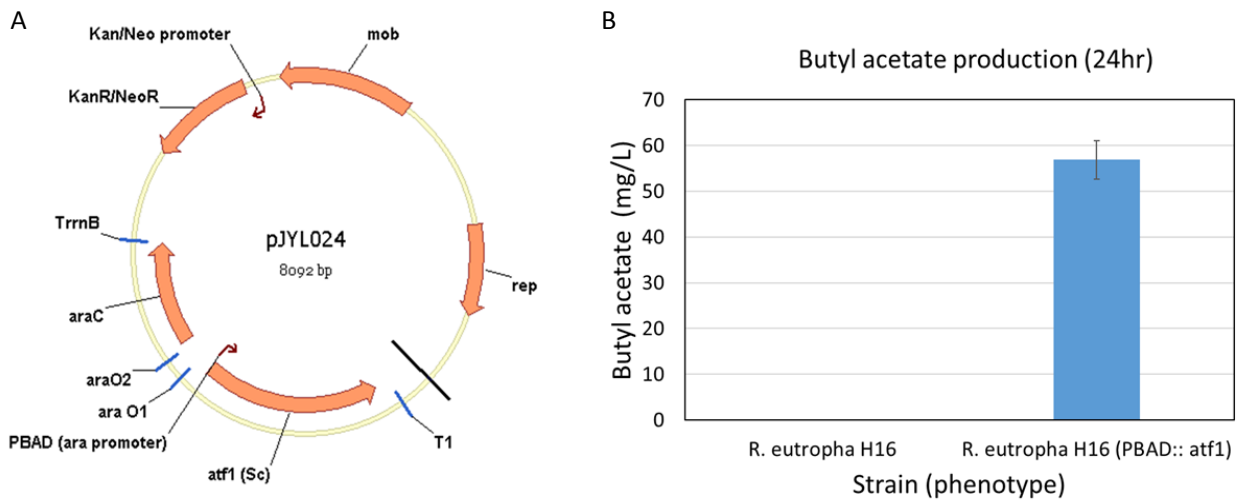 A
Kan/Neo promoter
mob
KanR/NeoR
TrrnB
pJYL024
8092 bp
rep
araC
araO2
ara O1
PBAD (ara promoter)
T1
atf1 (Sc)
B
Butyl acetate production (24hr)
Butyl acetate (mg/L)
70
60
50
40
30
20
10
0
R. eutropha H16
R. eutropha H16 (PBAD:: atf1)
Strain (phenotype)